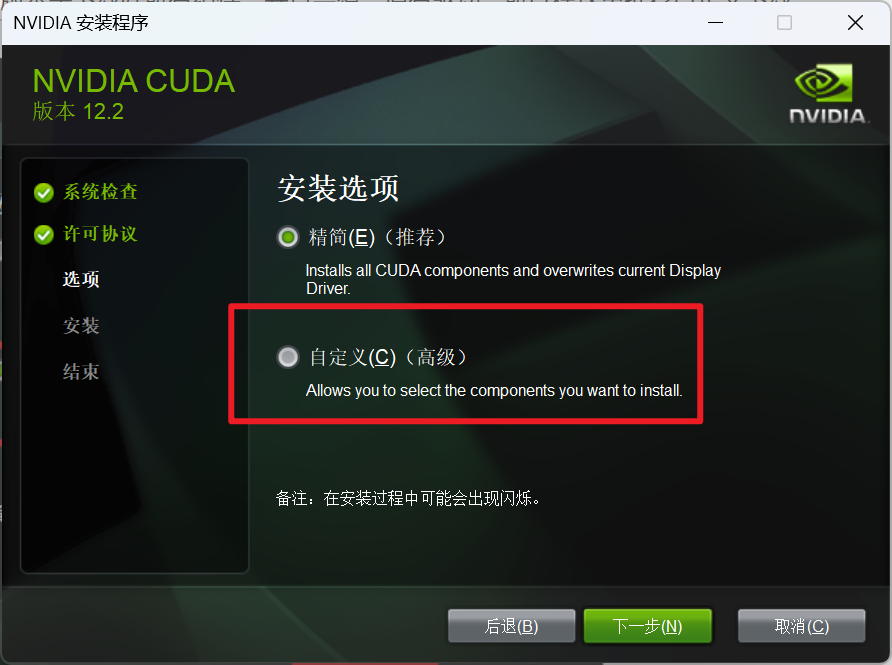 NVIDIA 安装程序
NVIDIA CUDA
版本 12.2
NVIDIA.
系统检查
许可协议
选项
安装
结束
安装选项
精简(E)（推荐）
Installs all CUDA components and overwrites current Display
Driver.
自定义(C)（高级）
Allows you to select the components you want to install.
备注：在安装过程中可能会出现闪烁。
后退(B)
下一步(N)
取消(C)